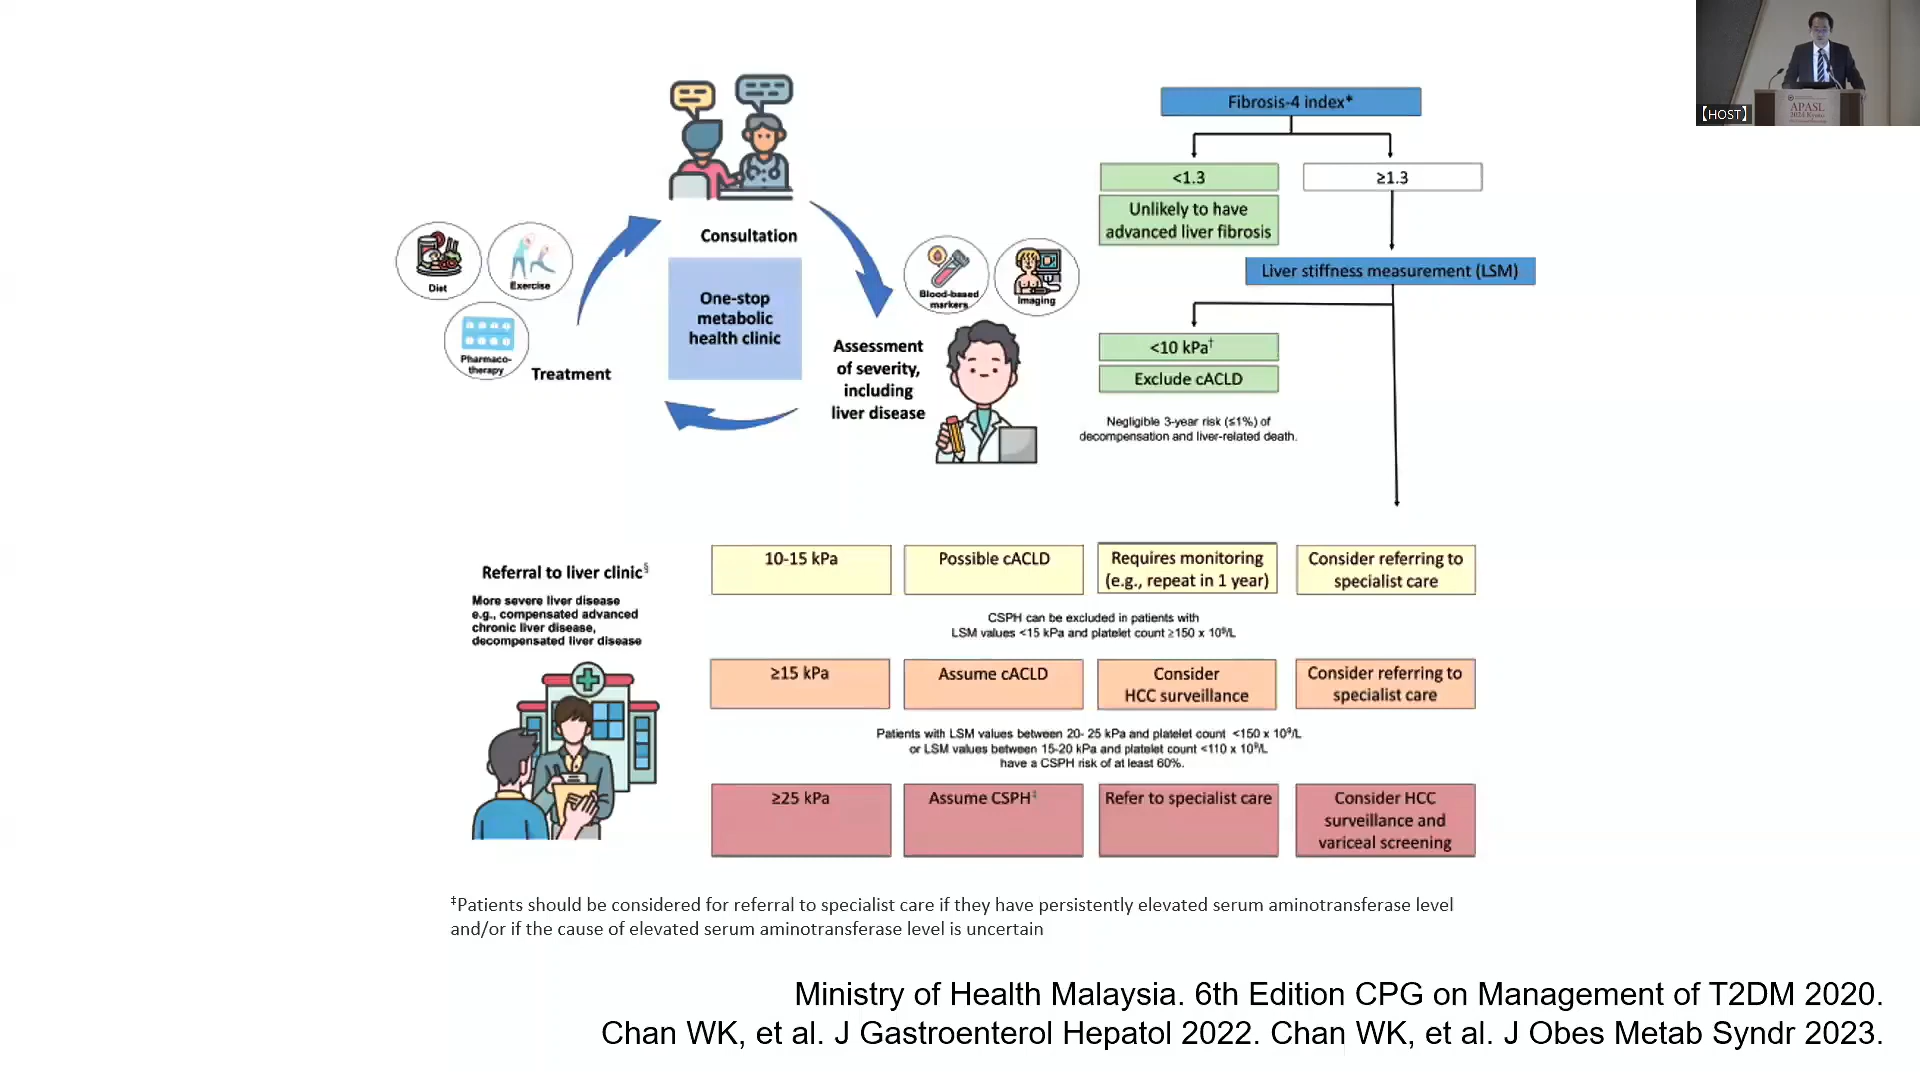 【HOST】
APASL
Fibrosis-4 index*
<1.3
≥1.3
Unlikely to have
advanced liver fibrosis
Liver stiffness measurement (LSM)
<10 kPa†
Exclude cACLD
Negligible 3-year risk (≤1%) of
decompensation and liver-related death.
Consultation
One-stop
metabolic
health clinic
Diet
Exercise
Pharmaco-
therapy
Treatment
Blood-based
markers
Imaging
Assessment
of severity,
including
liver disease
Referral to liver clinic§
More severe liver disease
e.g., compensated advanced
chronic liver disease,
decompensated liver disease
10-15 kPa
Possible cACLD
Requires monitoring
(e.g., repeat in 1 year)
Consider referring to
specialist care
CSPH can be excluded in patients with
LSM values <15 kPa and platelet count ≥150 x 10⁹/L
≥15 kPa
Assume cACLD
Consider
HCC surveillance
Consider referring to
specialist care
Patients with LSM values between 20- 25 kPa and platelet count <150 x 10⁹/L
or LSM values between 15-20 kPa and platelet count <110 x 10⁹/L
have a CSPH risk of at least 60%.
≥25 kPa
Assume CSPH‡
Refer to specialist care
Consider HCC
surveillance and
variceal screening
‡Patients should be considered for referral to specialist care if they have persistently elevated serum aminotransferase level
and/or if the cause of elevated serum aminotransferase level is uncertain
Ministry of Health Malaysia. 6th Edition CPG on Management of T2DM 2020.
Chan WK, et al. J Gastroenterol Hepatol 2022. Chan WK, et al. J Obes Metab Syndr 2023.